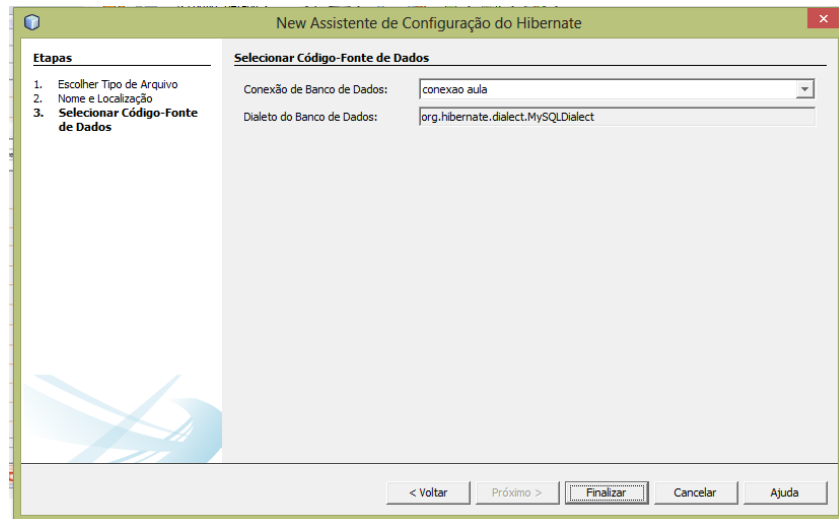 New Assistente de Configuração do Hibernate
Etapas
1. Escolher Tipo de Arquivo
2. Nome e Localização
3. Selecionar Código-Fonte
de Dados
Selecionar Código-Fonte de Dados
Conexão de Banco de Dados: conexao aula
Dialeto do Banco de Dados: org.hibernate.dialect.MySQLDialect
< Voltar Próximo > Finalizar Cancelar Ajuda